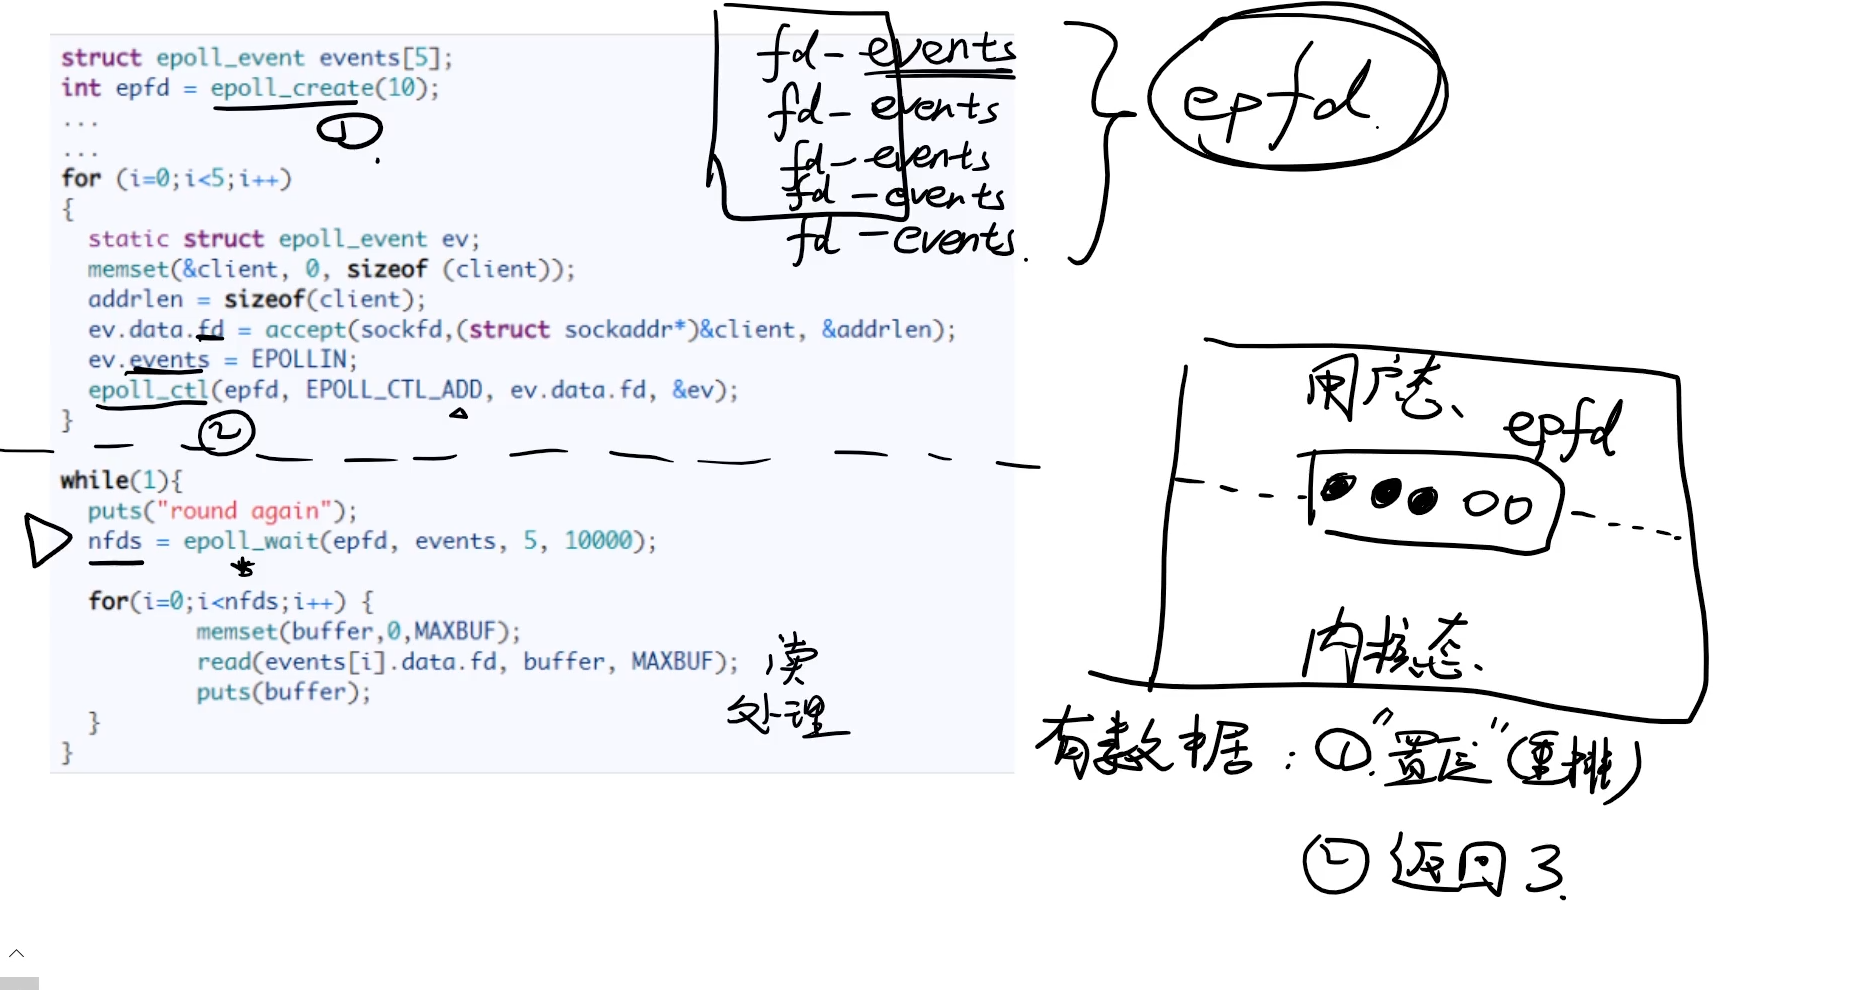 struct epoll_event events[5];
int epfd = epoll_create(10);
①
...
...
for (i=0;i<5;i++)
{
static struct epoll_event ev;
memset(&client, 0, sizeof (client));
addrlen = sizeof(client);
ev.data.fd = accept(sockfd,(struct sockaddr*)&client, &addrlen);
ev.events = EPOLLIN;
epoll_ctl(epfd, EPOLL_CTL_ADD, ev.data.fd, &ev);
}
②
while(1){
puts("round again");
nfds = epoll_wait(epfd, events, 5, 10000);
for(i=0;i<nfds;i++) {
memset(buffer,0,MAXBUF);
read(events[i].data.fd, buffer, MAXBUF);
puts(buffer);
}
}
读
处理
fd-events
fd-events
fd-events
fd-events
fd-events.
epfd.
用户态、
epfd
内核态、
有数据：①."置位"(重排)
②返回3.